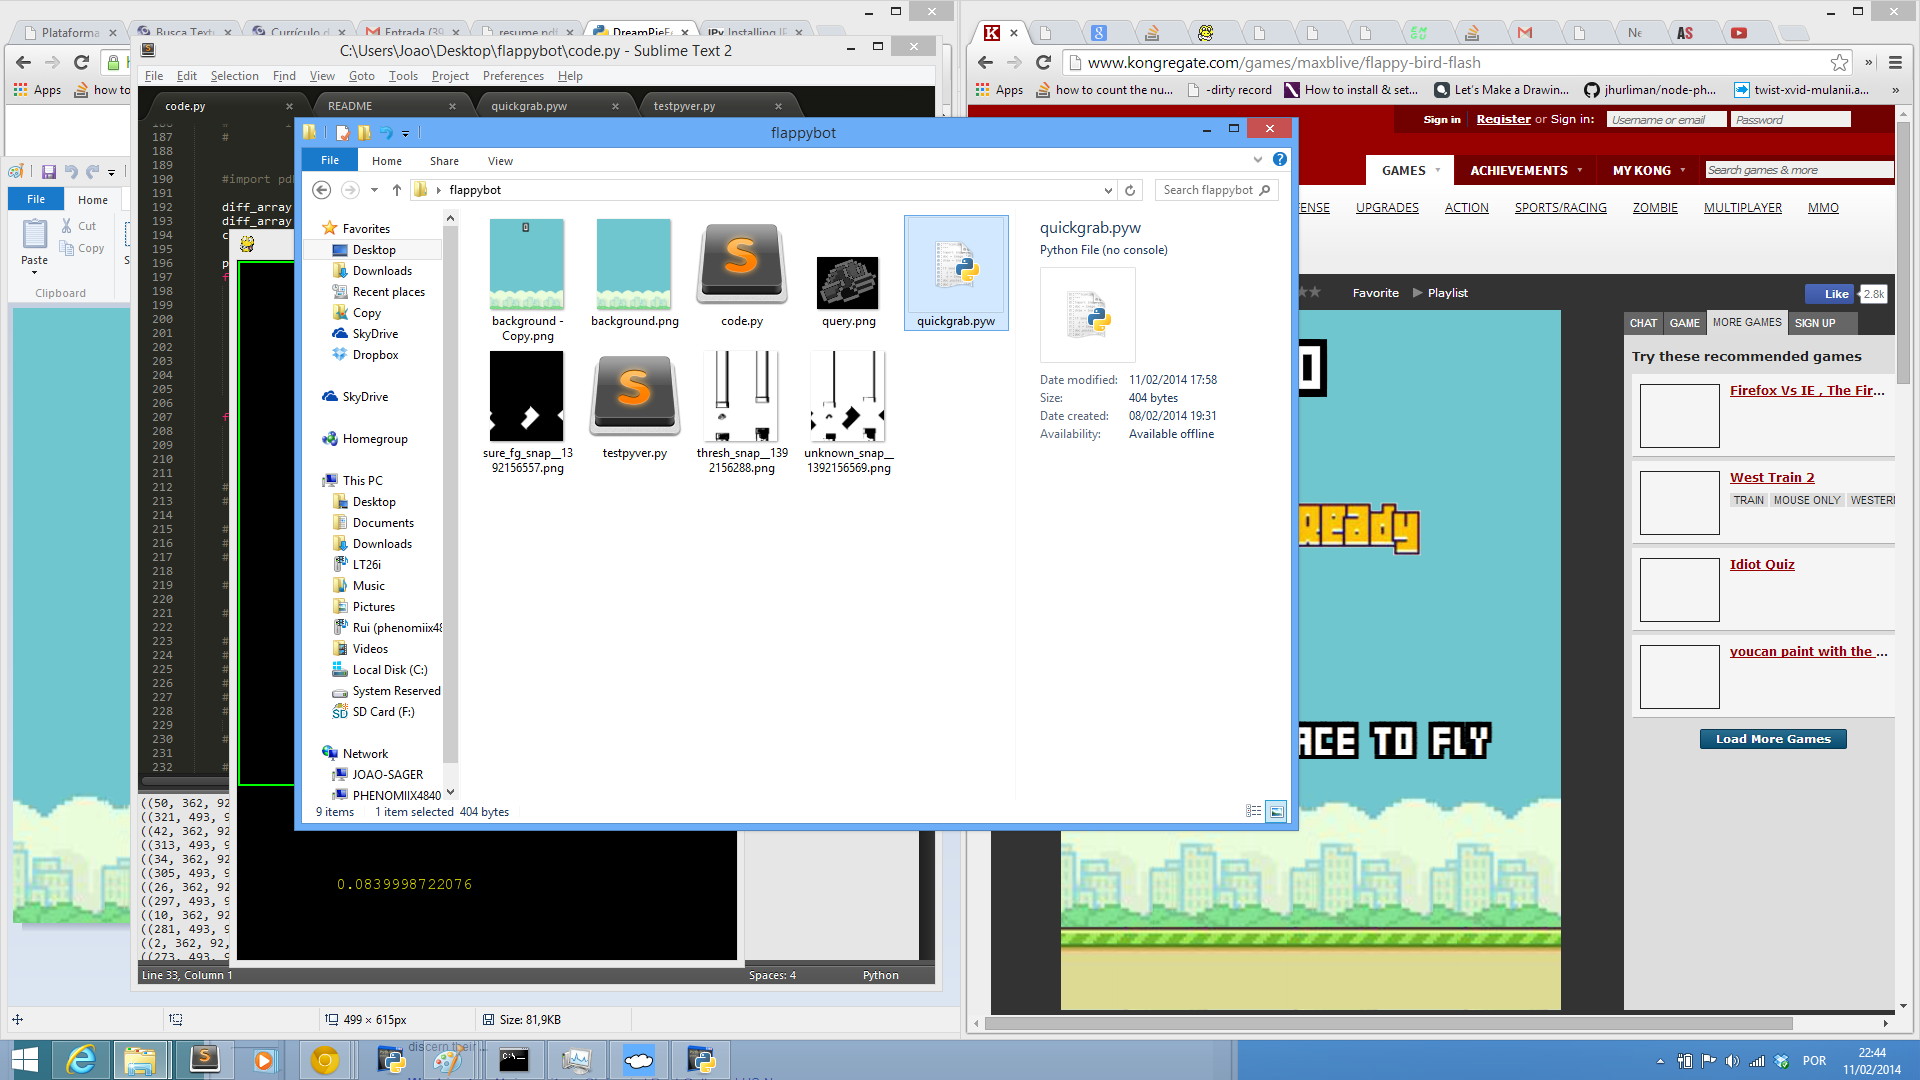 Plataforma
Busca Text
Currículo d
Entrada (39
resume.pdf
DreamPieF
IPy Installing IP
C:\Users\Joao\Desktop\flappybot\code.py - Sublime Text 2
File Edit Selection Find View Goto Tools Project Preferences Help
Apps how to
code.py
README
quickgrab.pyw
testpyver.py
187 #
188
189
190 #import pd
191
192 diff_array
193 diff_array
194
195
196
197
198
199
200
201
202
203
204
205
206
207
208
209
210
211
212 #
213 #
214
215 #
216 #
217 #
218
219 #
220
221 #
222
223 #
224 #
225 #
226 #
227 #
228 #
229
230 #
231
232 #
File Home
Paste
Cut
Copy
Clipboard
flappybot
File Home Share View
flappybot
Search flappybot
Favorites
Desktop
Downloads
Recent places
Copy
SkyDrive
Dropbox
SkyDrive
Homegroup
This PC
Desktop
Documents
Downloads
LT26i
Music
Pictures
Rui (phenomiix48
Videos
Local Disk (C:)
System Reserved
SD Card (F:)
Network
JOAO-SAGER
PHENOMIIX4840
background - Copy.png
background.png
code.py
query.png
quickgrab.pyw
sure_fg_snap__1392156557.png
testpyver.py
thresh_snap__1392156288.png
unknown_snap__1392156569.png
quickgrab.pyw
Python File (no console)
Date modified: 11/02/2014 17:58
Size: 404 bytes
Date created: 08/02/2014 19:31
Availability: Available offline
9 items 1 item selected 404 bytes
((50, 362, 92
((321, 493, 9
((42, 362, 92
((313, 493, 9
((34, 362, 92
((305, 493, 9
((26, 362, 92
((297, 493, 9
((10, 362, 92
((281, 493, 9
((2, 362, 92,
((273, 493, 9
0.0839998722076
Line 33, Column 1
Spaces: 4
Python
499 × 615px
Size: 81,9KB
www.kongregate.com/games/maxblive/flappy-bird-flash
Apps
how to count the nu...
-dirty record
How to install & set...
Let's Make a Drawin...
jhurliman/node-ph...
twist-xvid-mulanii.a...
Sign in Register or Sign in: Username or email Password
GAMES ACHIEVEMENTS MY KONG Search games & more
ENSE UPGRADES ACTION SPORTS/RACING ZOMBIE MULTIPLAYER MMO
Favorite Playlist
Like 2.8k
CHAT GAME MORE GAMES SIGN UP
Try these recommended games
Firefox Vs IE , The Fir...
West Train 2
TRAIN MOUSE ONLY WESTERN
Idiot Quiz
youcan paint with the ...
Load More Games
0
Ready
ACE TO FLY
discern their
POR
22:44
11/02/2014